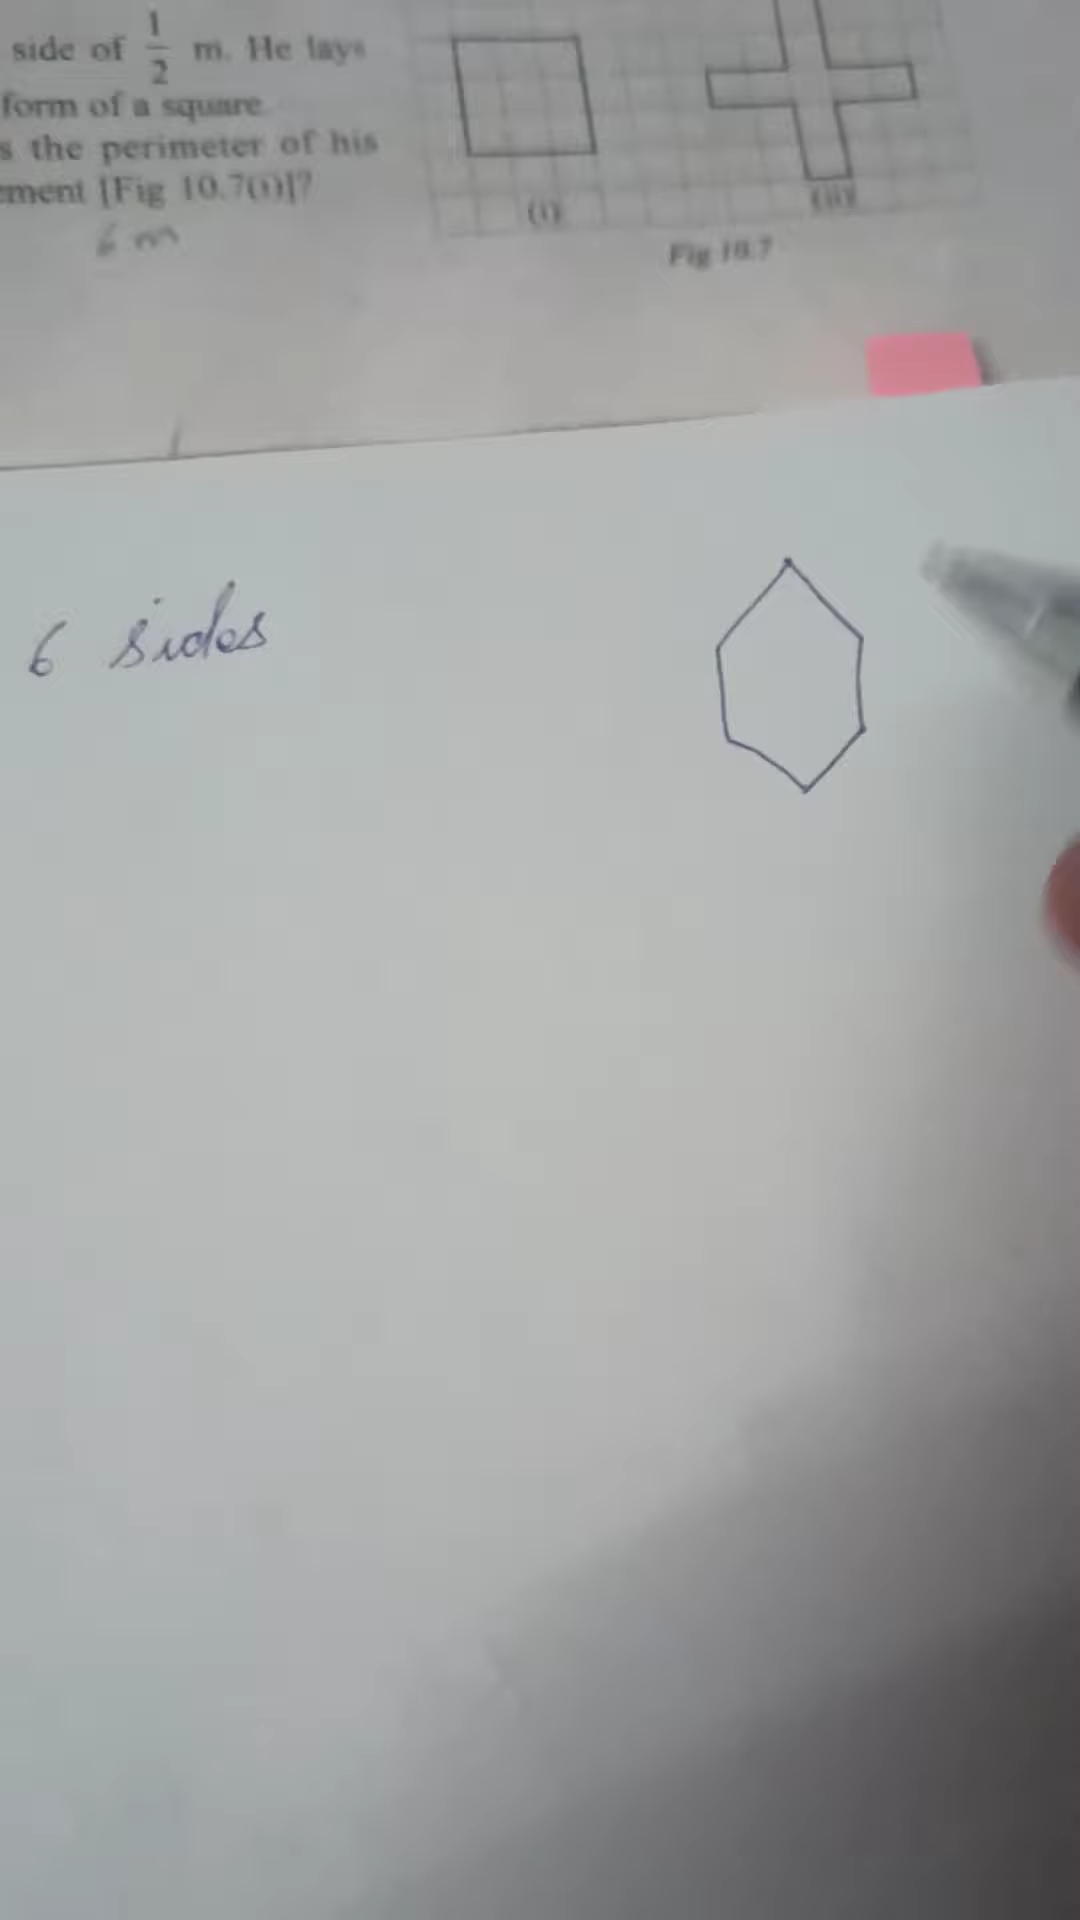 side of 1/2 m. He lays
form of a square.
s the perimeter of his
ement [Fig 10.7(i)]?
6 m
(i)
(ii)
Fig 10.7
6 sides